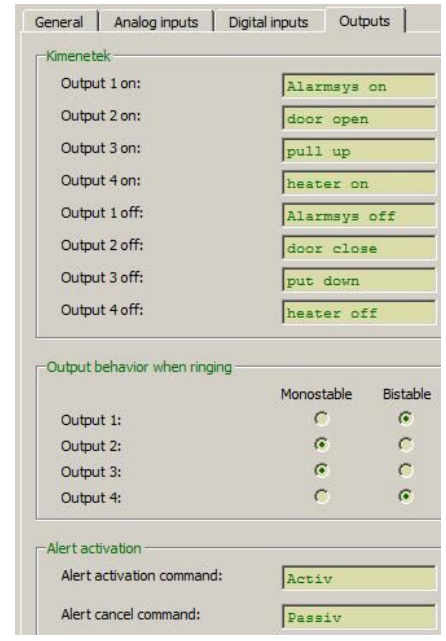 General Analog inputs Digital inputs Outputs
Kimenetek
Output 1 on: Alarmsys on
Output 2 on: door open
Output 3 on: pull up
Output 4 on: heater on
Output 1 off: Alarmsys off
Output 2 off: door close
Output 3 off: put down
Output 4 off: heater off
Output behavior when ringing
Monostable Bistable
Output 1:
Output 2:
Output 3:
Output 4:
Alert activation
Alert activation command: Activ
Alert cancel command: Passiv